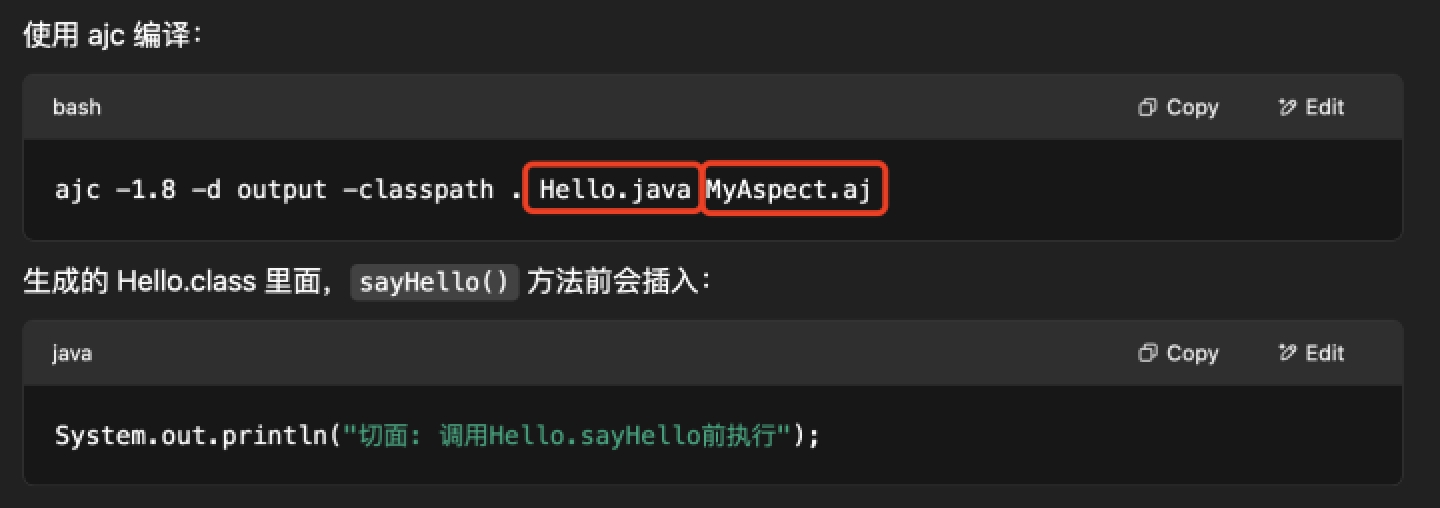 使用 ajc 编译：
bash Copy Edit
ajc -1.8 -d output -classpath . Hello.java MyAspect.aj
生成的 Hello.class 里面，sayHello() 方法前会插入：
java Copy Edit
System.out.println("切面: 调用Hello.sayHello前执行");